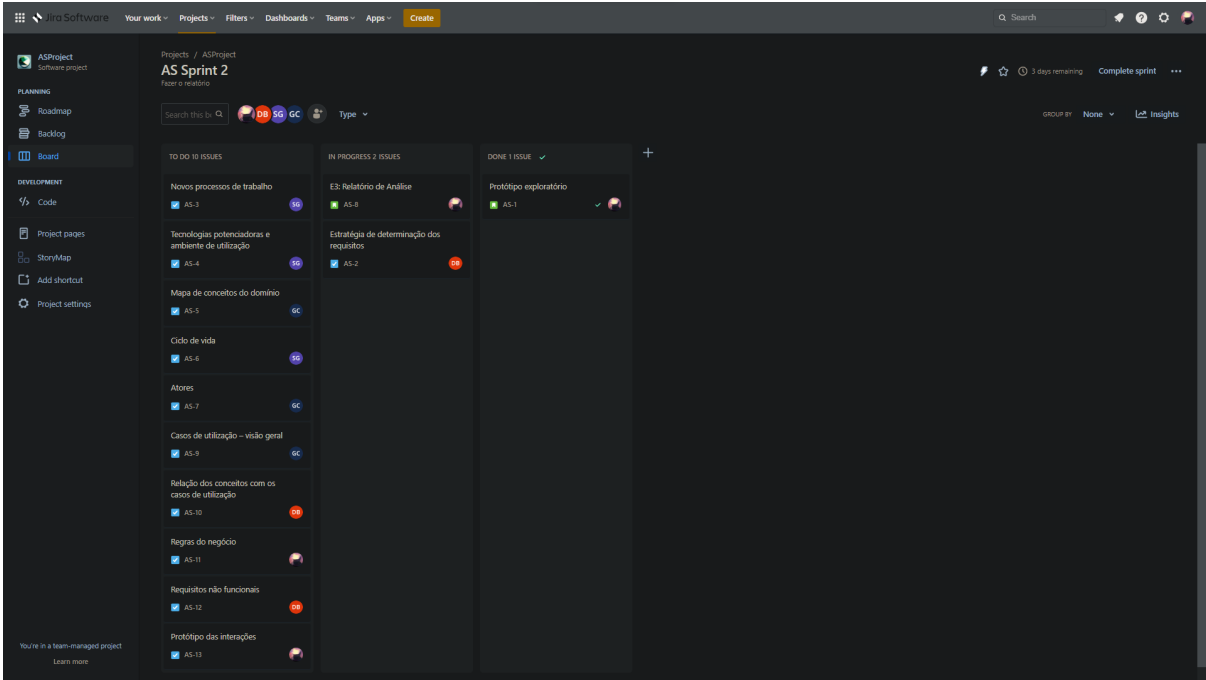 Jira Software Your work Projects Filters Dashboards Teams Apps Create Search
ASProject
Software project
PLANNING
Roadmap
Backlog
Board
DEVELOPMENT
Code
Project pages
StoryMap
Add shortcut
Project settings
You're in a team-managed project
Learn more
Projects / ASProject
AS Sprint 2
Fazer o relatório
3 days remaining Complete sprint
Search this b DB SG GC Type
GROUP BY None Insights
TO DO 10 ISSUES
Novos processos de trabalho
AS-3 SG
Tecnologias potenciadoras e
ambiente de utilização
AS-4 SG
Mapa de conceitos do domínio
AS-5 GC
Ciclo de vida
AS-6 SG
Atores
AS-7 GC
Casos de utilização – visão geral
AS-9 GC
Relação dos conceitos com os
casos de utilização
AS-10 DB
Regras do negócio
AS-11
Requisitos não funcionais
AS-12 DB
Protótipo das interações
AS-13
IN PROGRESS 2 ISSUES
E3: Relatório de Análise
AS-8
Estratégia de determinação dos
requisitos
AS-2 DB
DONE 1 ISSUE
Protótipo exploratório
AS-1